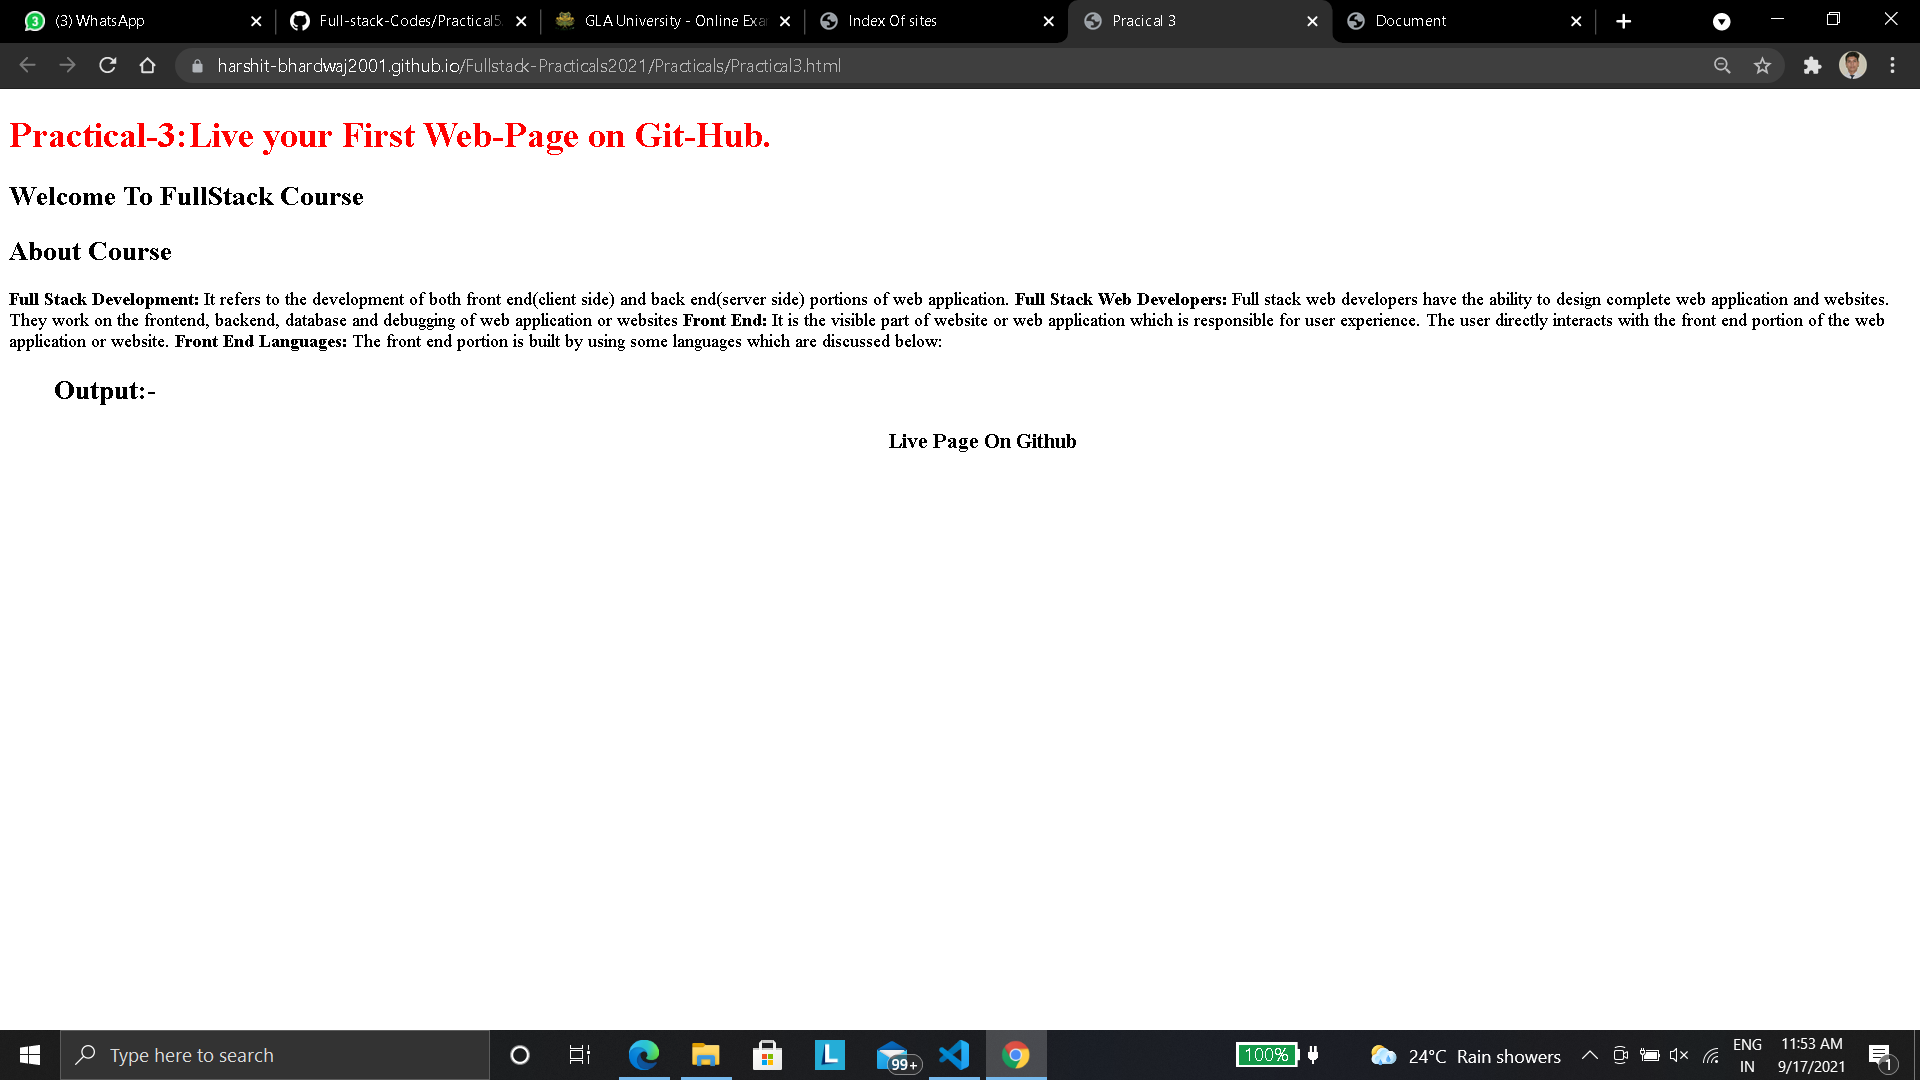 (3) WhatsApp
Full-stack-Codes/Practical5.
GLA University - Online Exa
Index Of sites
Pracical 3
Document
harshit-bhardwaj2001.github.io/Fullstack-Practicals2021/Practicals/Practical3.html
Practical-3:Live your First Web-Page on Git-Hub.
Welcome To FullStack Course
About Course
Full Stack Development: It refers to the development of both front end(client side) and back end(server side) portions of web application. Full Stack Web Developers: Full stack web developers have the ability to design complete web application and websites.
They work on the frontend, backend, database and debugging of web application or websites Front End: It is the visible part of website or web application which is responsible for user experience. The user directly interacts with the front end portion of the web
application or website. Front End Languages: The front end portion is built by using some languages which are discussed below:
Output:-
Live Page On Github
Type here to search
L
99+
100%
24°C Rain showers
ENG
IN
11:53 AM
9/17/2021
1